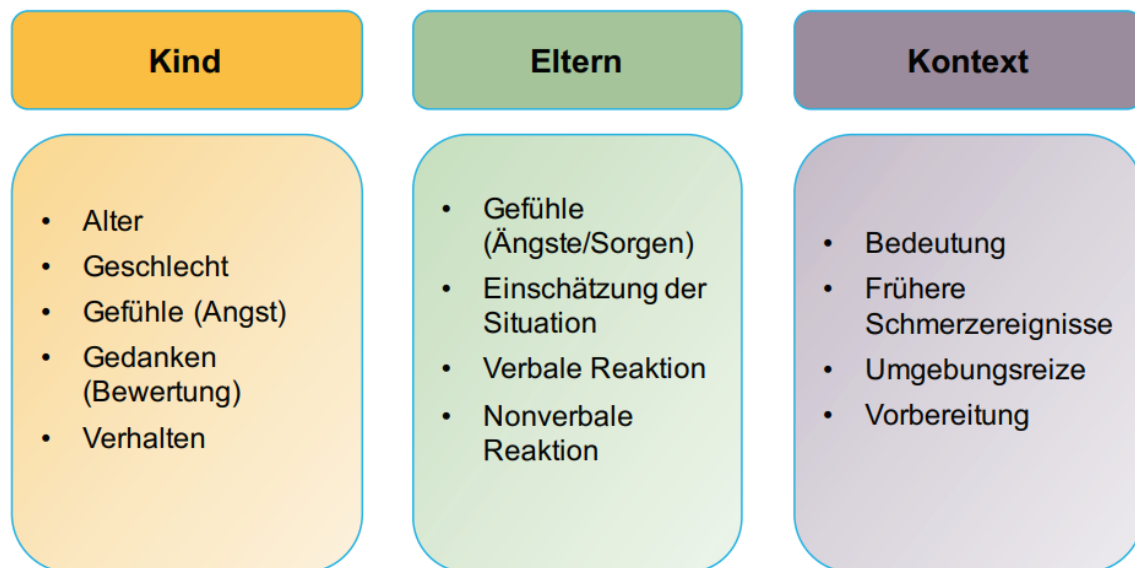 Kind
• Alter
• Geschlecht
• Gefühle (Angst)
• Gedanken
(Bewertung)
• Verhalten
Eltern
• Gefühle
(Ängste/Sorgen)
• Einschätzung der
Situation
• Verbale Reaktion
• Nonverbale
Reaktion
Kontext
• Bedeutung
• Frühere
Schmerzereignisse
• Umgebungsreize
• Vorbereitung